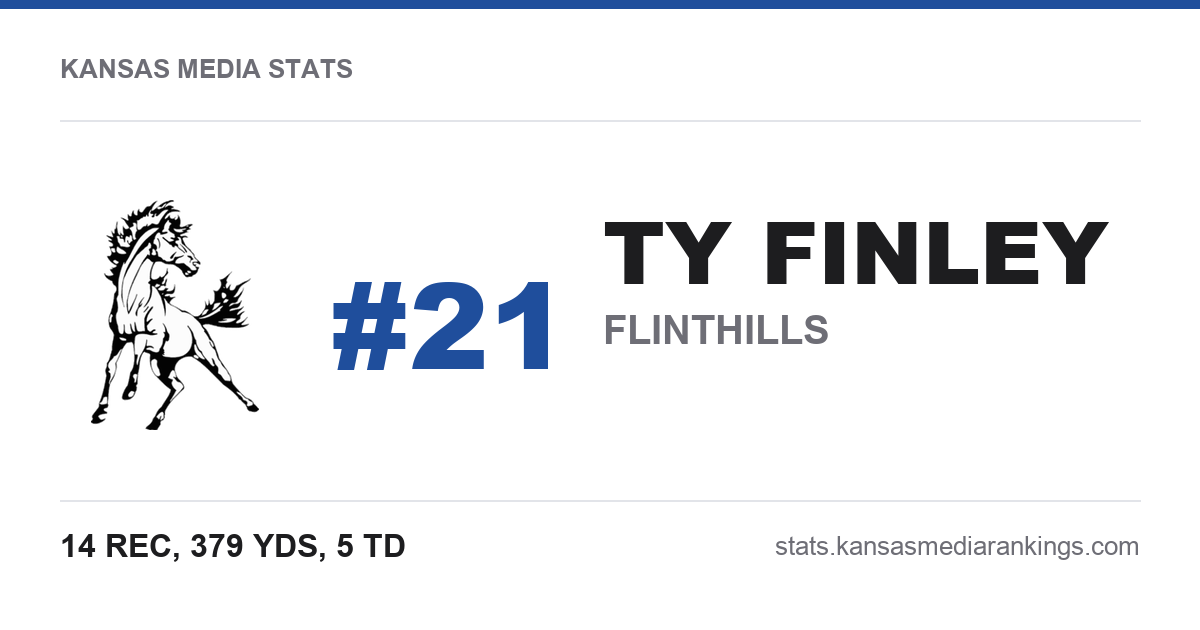 KANSAS MEDIA STATS
#21
TY FINLEY
FLINTHILLS
14 REC, 379 YDS, 5 TD
stats.kansasmediarankings.com